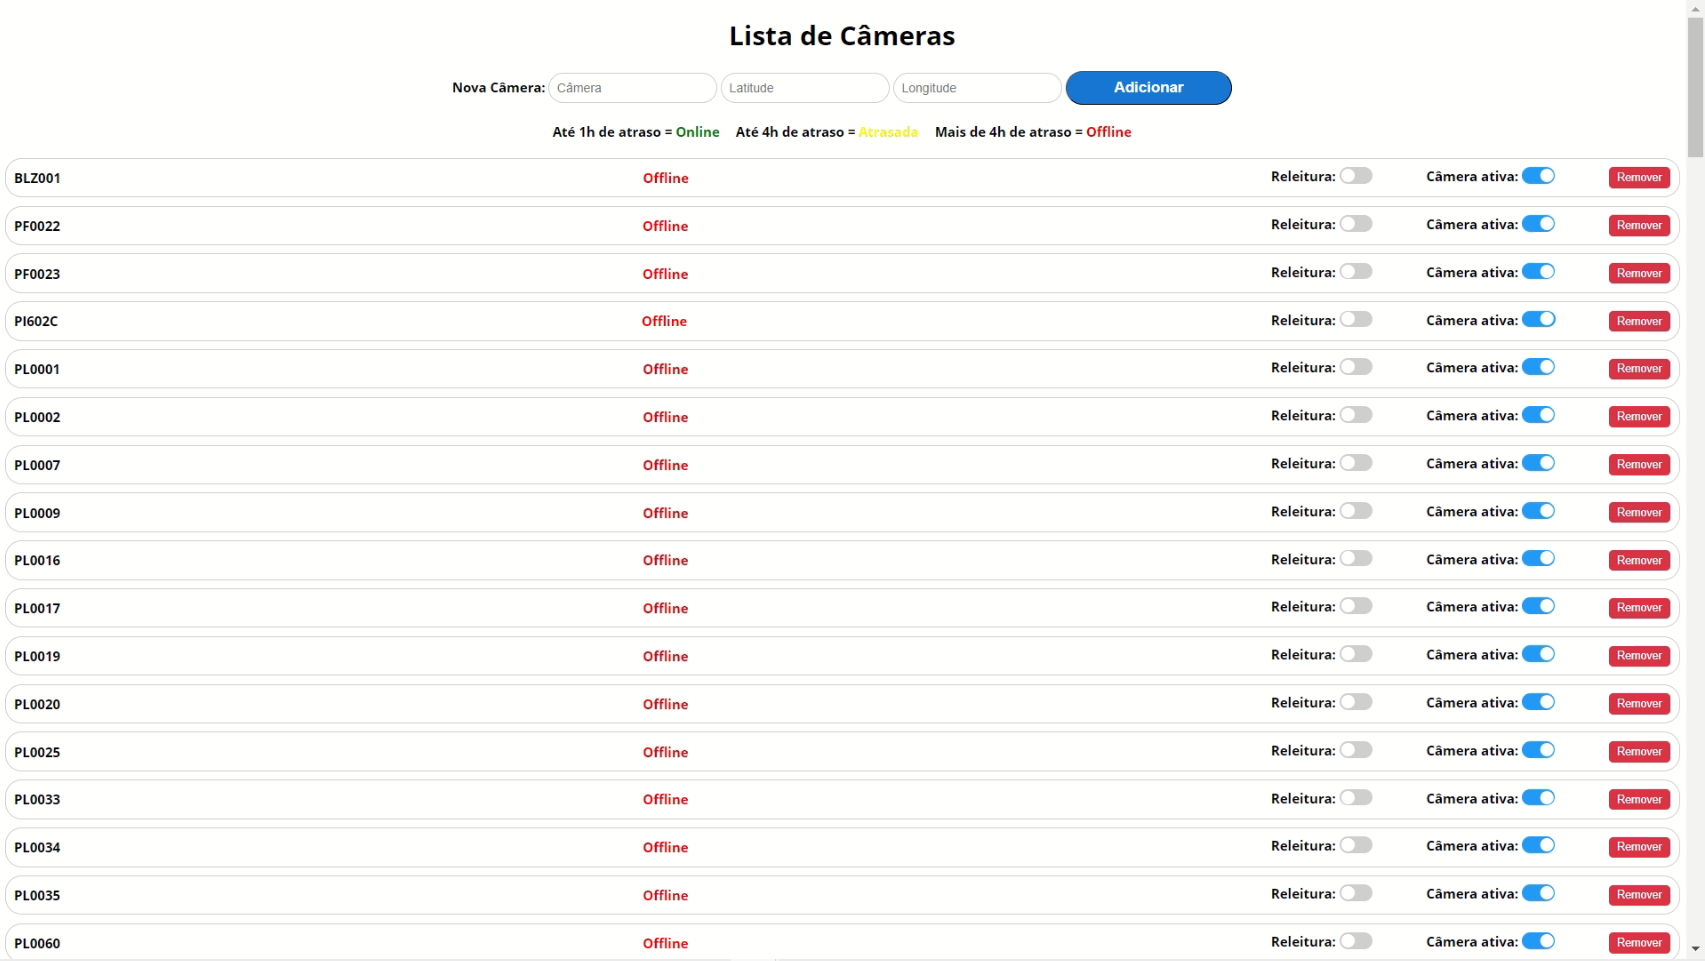 Lista de Câmeras
Nova Câmera: Câmera Latitude Longitude Adicionar
Até 1h de atraso = Online Até 4h de atraso = Atrasada Mais de 4h de atraso = Offline
BLZ001 Offline Releitura: Câmera ativa: Remover
PF0022 Offline Releitura: Câmera ativa: Remover
PF0023 Offline Releitura: Câmera ativa: Remover
PI602C Offline Releitura: Câmera ativa: Remover
PL0001 Offline Releitura: Câmera ativa: Remover
PL0002 Offline Releitura: Câmera ativa: Remover
PL0007 Offline Releitura: Câmera ativa: Remover
PL0009 Offline Releitura: Câmera ativa: Remover
PL0016 Offline Releitura: Câmera ativa: Remover
PL0017 Offline Releitura: Câmera ativa: Remover
PL0019 Offline Releitura: Câmera ativa: Remover
PL0020 Offline Releitura: Câmera ativa: Remover
PL0025 Offline Releitura: Câmera ativa: Remover
PL0033 Offline Releitura: Câmera ativa: Remover
PL0034 Offline Releitura: Câmera ativa: Remover
PL0035 Offline Releitura: Câmera ativa: Remover
PL0060 Offline Releitura: Câmera ativa: Remover